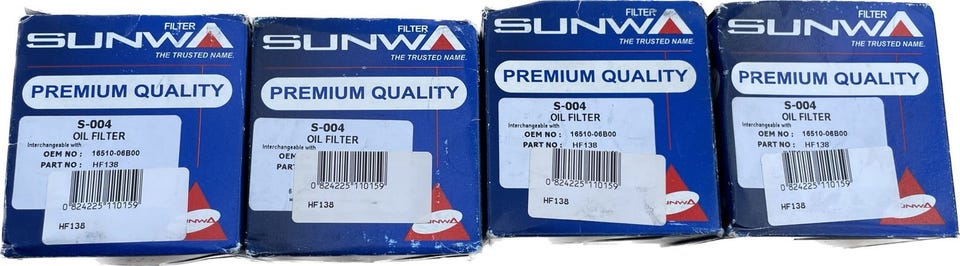 FILTER
SUNWA
THE TRUSTED NAME.
PREMIUM QUALITY
S-004
OIL FILTER
Interchangeable with
OEM NO : 16510-06B00
PART NO : HF138
0 824225 110159
HF138
SUNWA
FILTER
SUNWA
THE TRUSTED NAME.
PREMIUM QUALITY
S-004
OIL FILTER
Interchangeable with
OEM
0 824225 110159
HF138
SUNWA
FILTER
SUNWA
THE TRUSTED NAME.
PREMIUM QUALITY
S-004
OIL FILTER
Interchangeable with
OEM NO : 16510-06B00
PART NO : HF138
0 824225 110159
HF138
SUNWA
FILTER
SUNWA
THE TRUSTED NAME.
PREMIUM QUALITY
S-004
OIL FILTER
Interchangeable with
OEM NO : 16510-06B00
PART NO : HF138
0 824225 110159
HF138
SUNWA